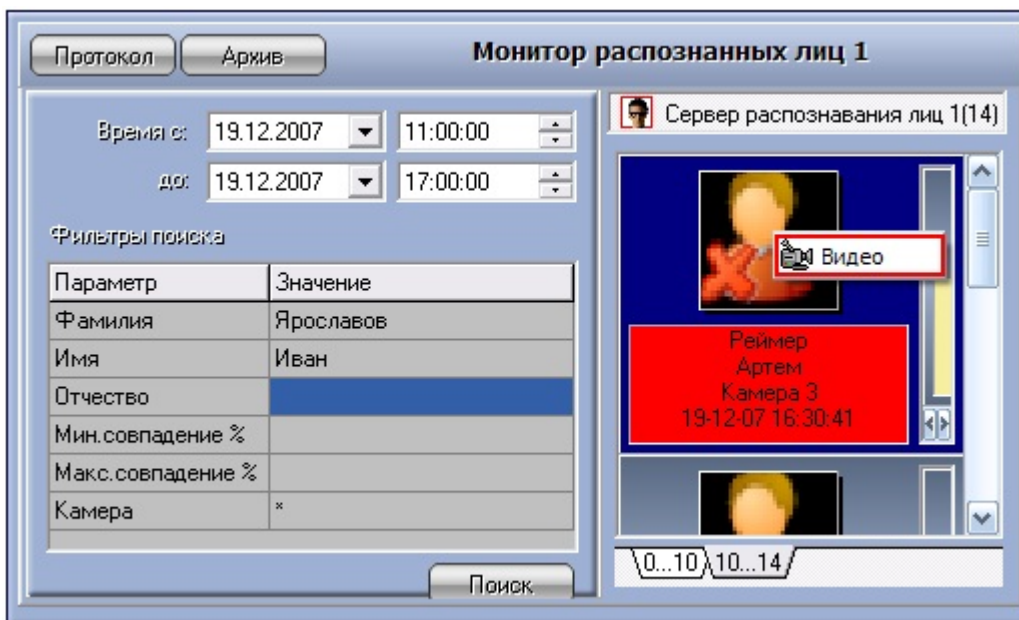 Протокол Архив Монитор распознанных лиц 1
Время с: 19.12.2007 11:00:00
до: 19.12.2007 17:00:00
Фильтры поиска
Параметр Значение
Фамилия Ярославов
Имя Иван
Отчество
Мин.совпадение %
Макс.совпадение %
Камера *
Поиск
Сервер распознавания лиц 1(14)
Видео
Реймер
Артем
Камера 3
19-12-07 16:30:41
0...10 10...14